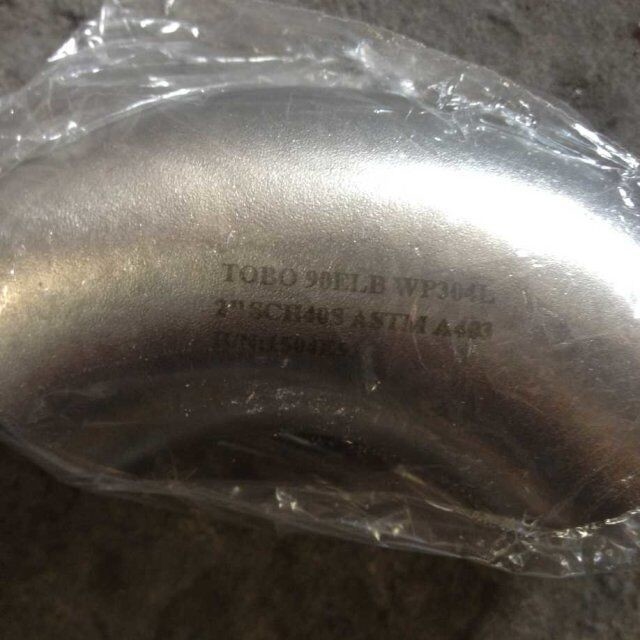 TOBO 90ELB WP304L
2" SCH40S ASTM A403